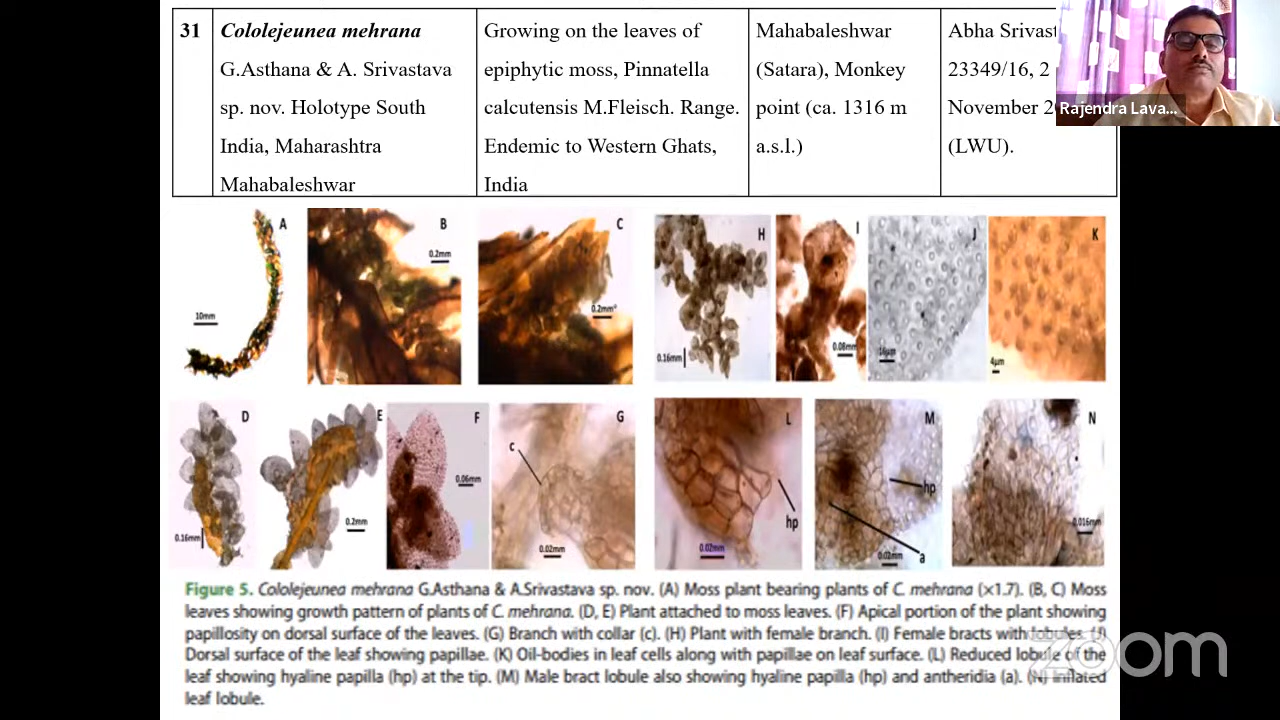 31
Cololejeunea mehrana
G.Asthana & A. Srivastava
sp. nov. Holotype South
India, Maharashtra
Mahabaleshwar
Growing on the leaves of
epiphytic moss, Pinnatella
calcutensis M.Fleisch. Range.
Endemic to Western Ghats,
India
Mahabaleshwar
(Satara), Monkey
point (ca. 1316 m
a.s.l.)
Abha
23349/16, 2
November
(LWU).
Rajendra Lava...
A
10mm
B
0.2mm
C
0.2mm
H
0.16mm
I
0.08mm
J
K
4µm
D
0.16mm
E
0.2mm
F
0.06mm
G
c
0.02mm
L
hp
0.02mm
M
hp
0.02mm
a
N
0.016mm
Figure 5. Cololejeunea mehrana G.Asthana & A.Srivastava sp. nov. (A) Moss plant bearing plants of C. mehrana (×1.7). (B, C) Moss
leaves showing growth pattern of plants of C. mehrana. (D, E) Plant attached to moss leaves. (F) Apical portion of the plant showing
papillosity on dorsal surface of the leaves. (G) Branch with collar (c). (H) Plant with female branch. (I) Female bracts with lobules. (J)
Dorsal surface of the leaf showing papillae. (K) Oil-bodies in leaf cells along with papillae on leaf surface. (L) Reduced lobule of the
leaf showing hyaline papilla (hp) at the tip. (M) Male bract lobule also showing hyaline papilla (hp) and antheridia (a). (N) Inflated
leaf lobule.
zoom